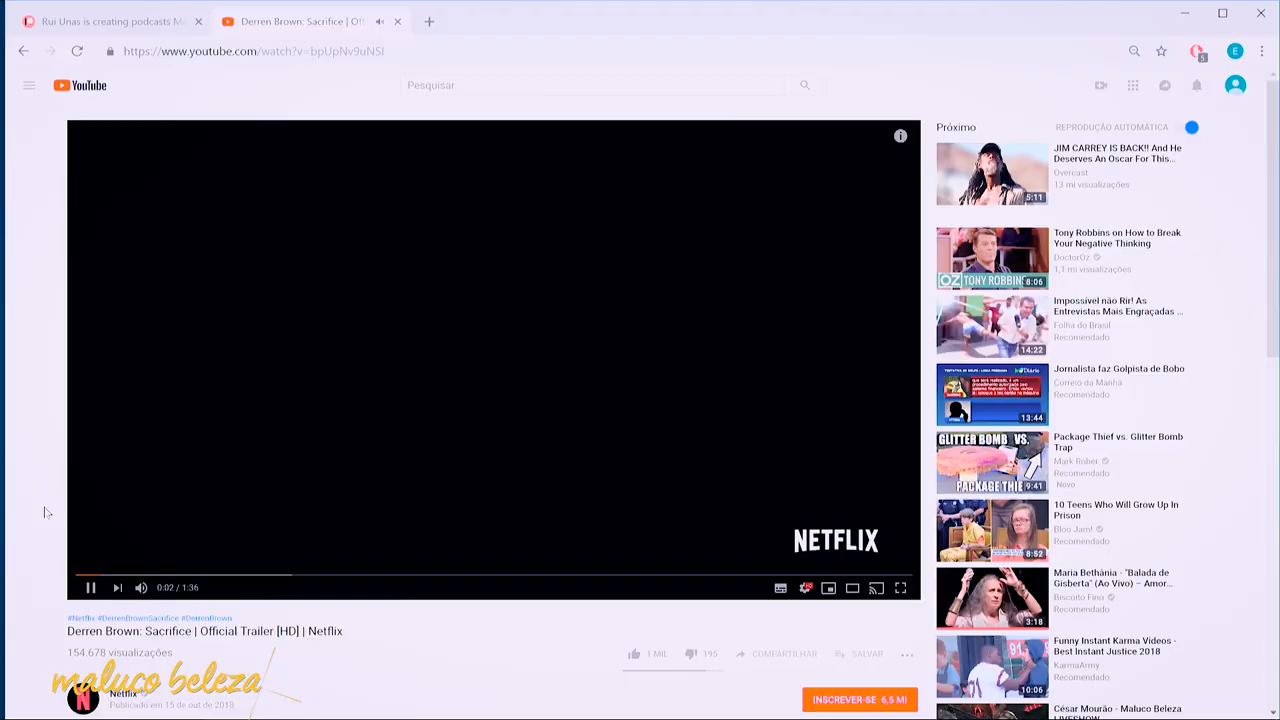 Rui Unas is creating podcasts
Derren Brown: Sacrifice | Of
https://www.youtube.com/watch?v=bpUpNv9uNSI
5
E
YouTube
Pesquisar
NETFLIX
0:02 / 1:36
#Netflix #DerrenBrownSacrifice #DerrenBrown
Derren Brown: Sacrifice | Official Trailer [HD] | Netflix
154.678 visualizações
1 MIL
195
COMPARTILHAR
SALVAR
maluco beleza
Netflix
Publicado em 15 de out de 2018
INSCREVER-SE 6,5 MI
Próximo
REPRODUÇÃO AUTOMÁTICA
5:11
JIM CARREY IS BACK!! And He
Deserves An Oscar For This...
Overcast
13 mi visualizações
OZ TONY ROBBINS
8:06
Tony Robbins on How to Break
Your Negative Thinking
DoctorOz
1,1 mi visualizações
14:22
Impossível não Rir! As
Entrevistas Mais Engraçadas ...
Folha do Brasil
Recomendado
13:44
Jornalista faz Golpista de Bobo
Correio da Manhã
Recomendado
GLITTER BOMB VS.
PACKAGE THIE
9:41
Package Thief vs. Glitter Bomb
Trap
Mark Rober
Recomendado
Novo
8:52
10 Teens Who Will Grow Up In
Prison
Bloo Jam!
Recomendado
3:18
Maria Bethânia - "Balada de
Gisberta" (Ao Vivo) – Amor...
Biscoito Fino
Recomendado
10:06
Funny Instant Karma Videos -
Best Instant Justice 2018
KarmaArmy
Recomendado
César Mourão - Maluco Beleza
LIVESHOW